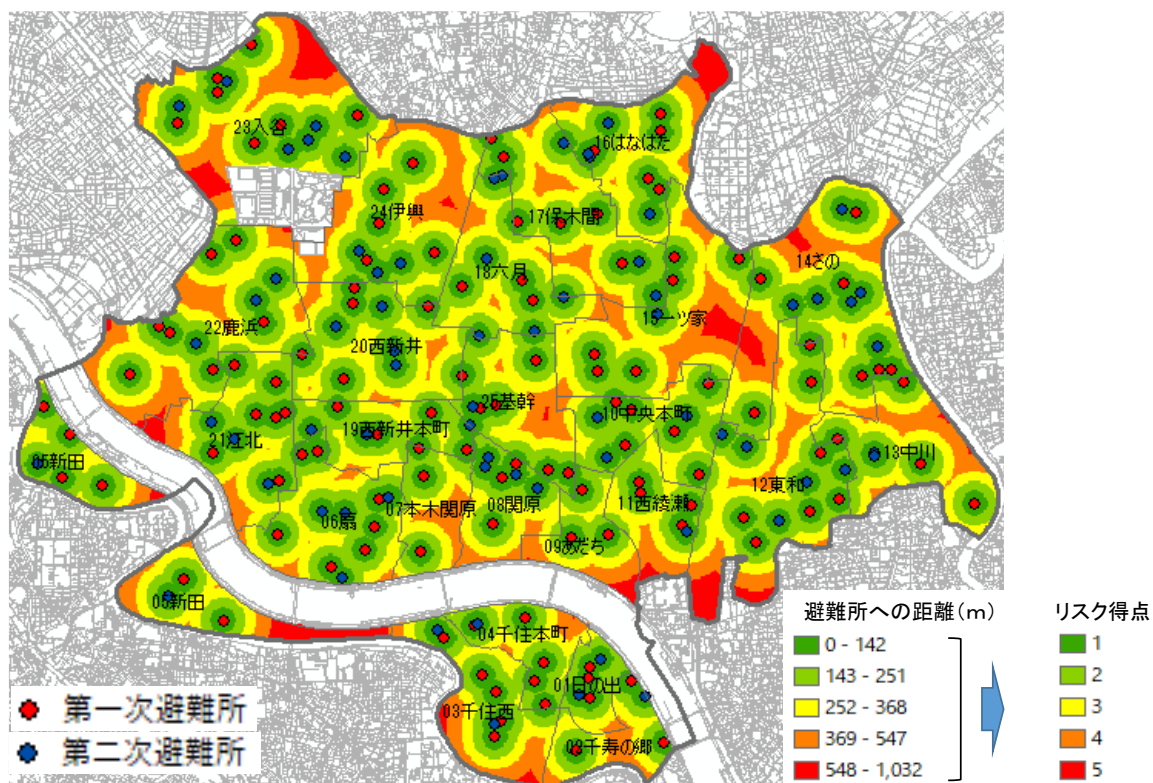 23入谷
16はなはた
24伊興
17保木間
14さの
18六月
15一ツ家
22鹿浜
20西新井
25基幹
10中央本町
19西新井本町
21江北
13中川
05新田
12東和
11西綾瀬
08関原
07本木関原
06扇
09あだち
05新田
04千住本町
01日の出
03千住西
02千寿の郷
第一次避難所
第二次避難所
避難所への距離(m)
0 - 142
143 - 251
252 - 368
369 - 547
548 - 1,032
リスク得点
1
2
3
4
5